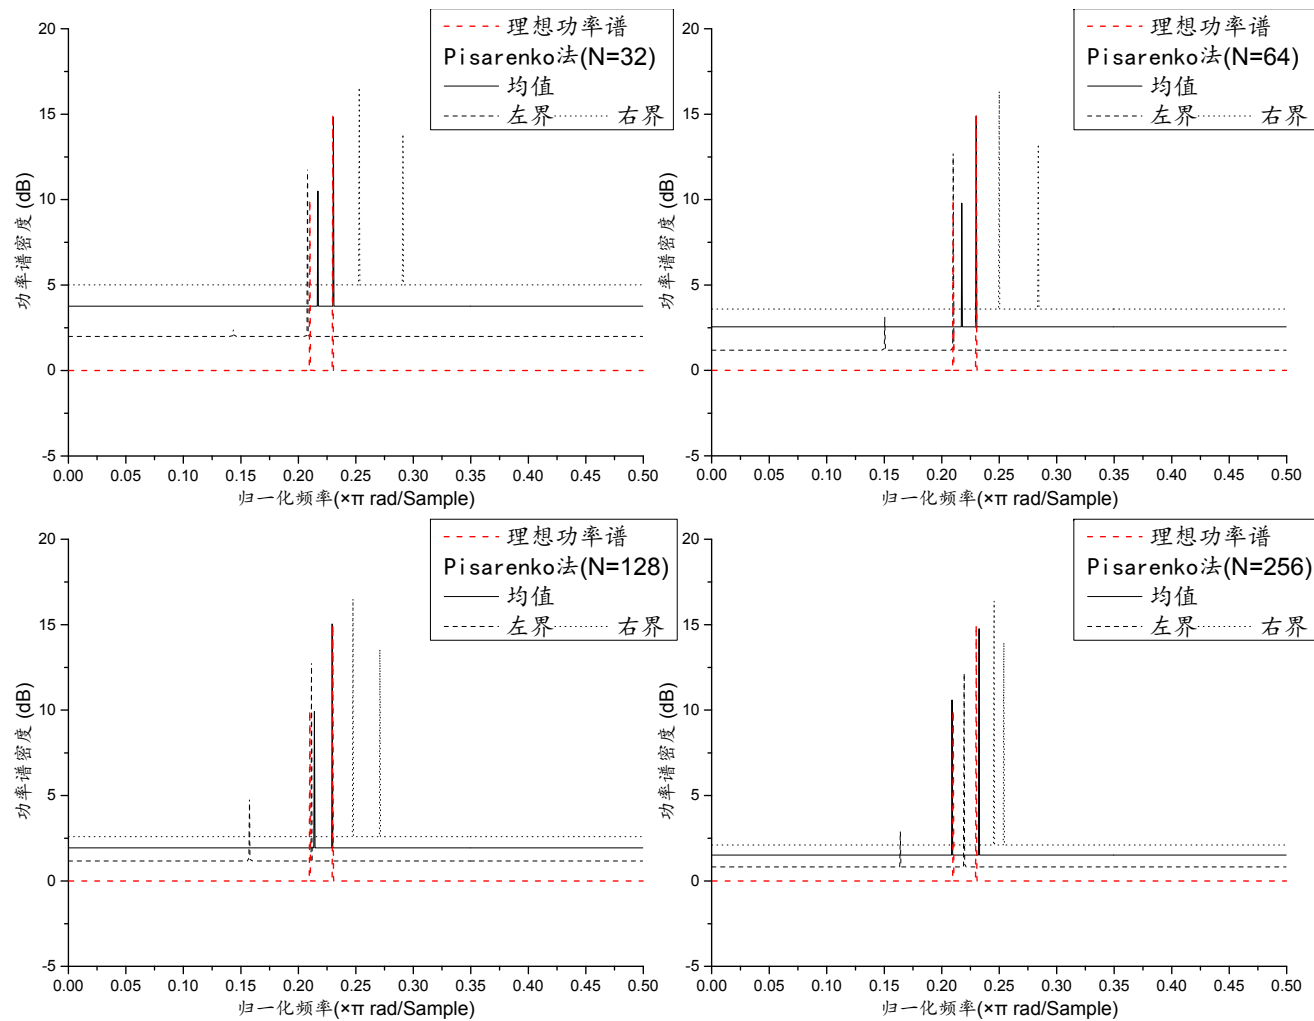 20
15
10
5
0
-5
功率谱密度 (dB)
理想功率谱
Pisarenko法(N=32)
均值
左界 右界
0.00 0.05 0.10 0.15 0.20 0.25 0.30 0.35 0.40 0.45 0.50
归一化频率(×π rad/Sample)
20
15
10
5
0
-5
功率谱密度 (dB)
理想功率谱
Pisarenko法(N=64)
均值
左界 右界
0.00 0.05 0.10 0.15 0.20 0.25 0.30 0.35 0.40 0.45 0.50
归一化频率(×π rad/Sample)
20
15
10
5
0
-5
功率谱密度 (dB)
理想功率谱
Pisarenko法(N=128)
均值
左界 右界
0.00 0.05 0.10 0.15 0.20 0.25 0.30 0.35 0.40 0.45 0.50
归一化频率(×π rad/Sample)
20
15
10
5
0
-5
功率谱密度 (dB)
理想功率谱
Pisarenko法(N=256)
均值
左界 右界
0.00 0.05 0.10 0.15 0.20 0.25 0.30 0.35 0.40 0.45 0.50
归一化频率(×π rad/Sample)